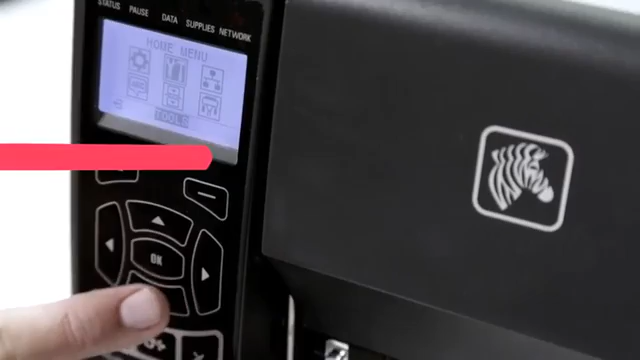 STATUS PAUSE DATA SUPPLIES NETWORK
HOME MENU
TOOLS
OK